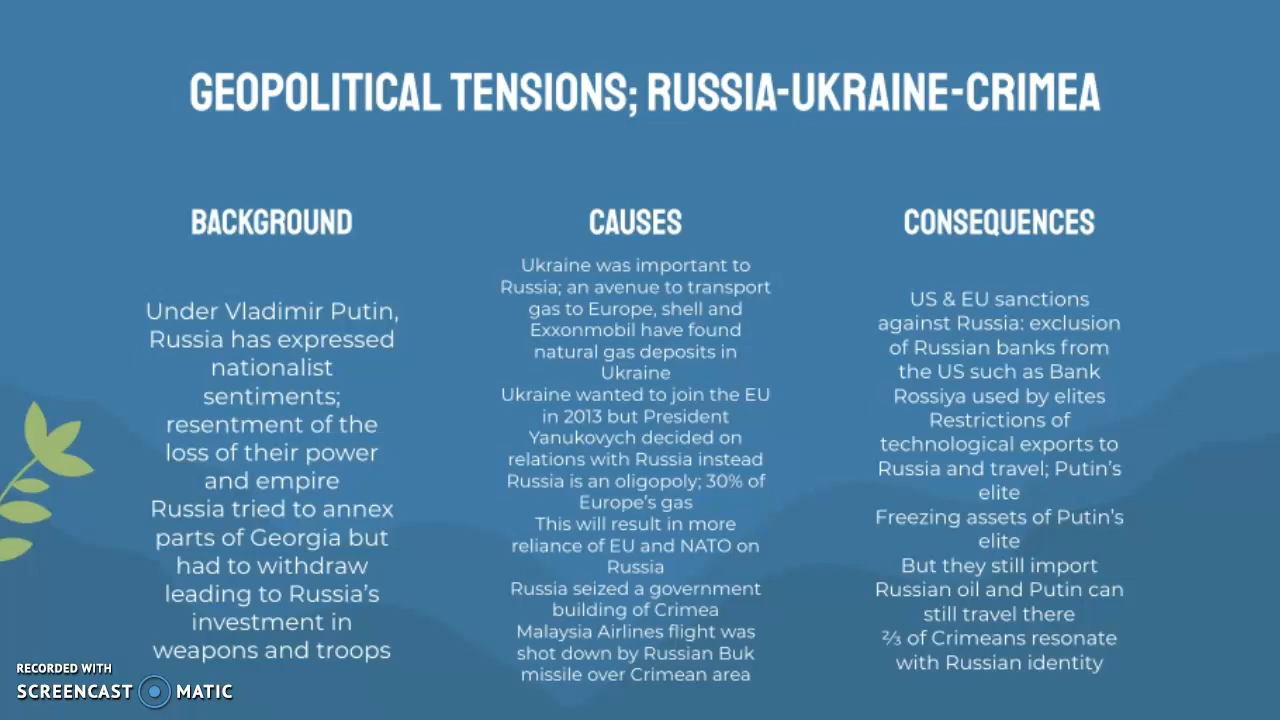 GEOPOLITICAL TENSIONS; RUSSIA-UKRAINE-CRIMEA
BACKGROUND
Under Vladimir Putin,
Russia has expressed
nationalist
sentiments;
resentment of the
loss of their power
and empire
Russia tried to annex
parts of Georgia but
had to withdraw
leading to Russia's
investment in
weapons and troops
CAUSES
Ukraine was important to
Russia; an avenue to transport
gas to Europe, shell and
Exxonmobil have found
natural gas deposits in
Ukraine
Ukraine wanted to join the EU
in 2013 but President
Yanukovych decided on
relations with Russia instead
Russia is an oligopoly; 30% of
Europe's gas
This will result in more
reliance of EU and NATO on
Russia
Russia seized a government
building of Crimea
Malaysia Airlines flight was
shot down by Russian Buk
missile over Crimean area
CONSEQUENCES
US & EU sanctions
against Russia: exclusion
of Russian banks from
the US such as Bank
Rossiya used by elites
Restrictions of
technological exports to
Russia and travel; Putin's
elite
Freezing assets of Putin's
elite
But they still import
Russian oil and Putin can
still travel there
⅔ of Crimeans resonate
with Russian identity
RECORDED WITH
SCREENCAST MATIC